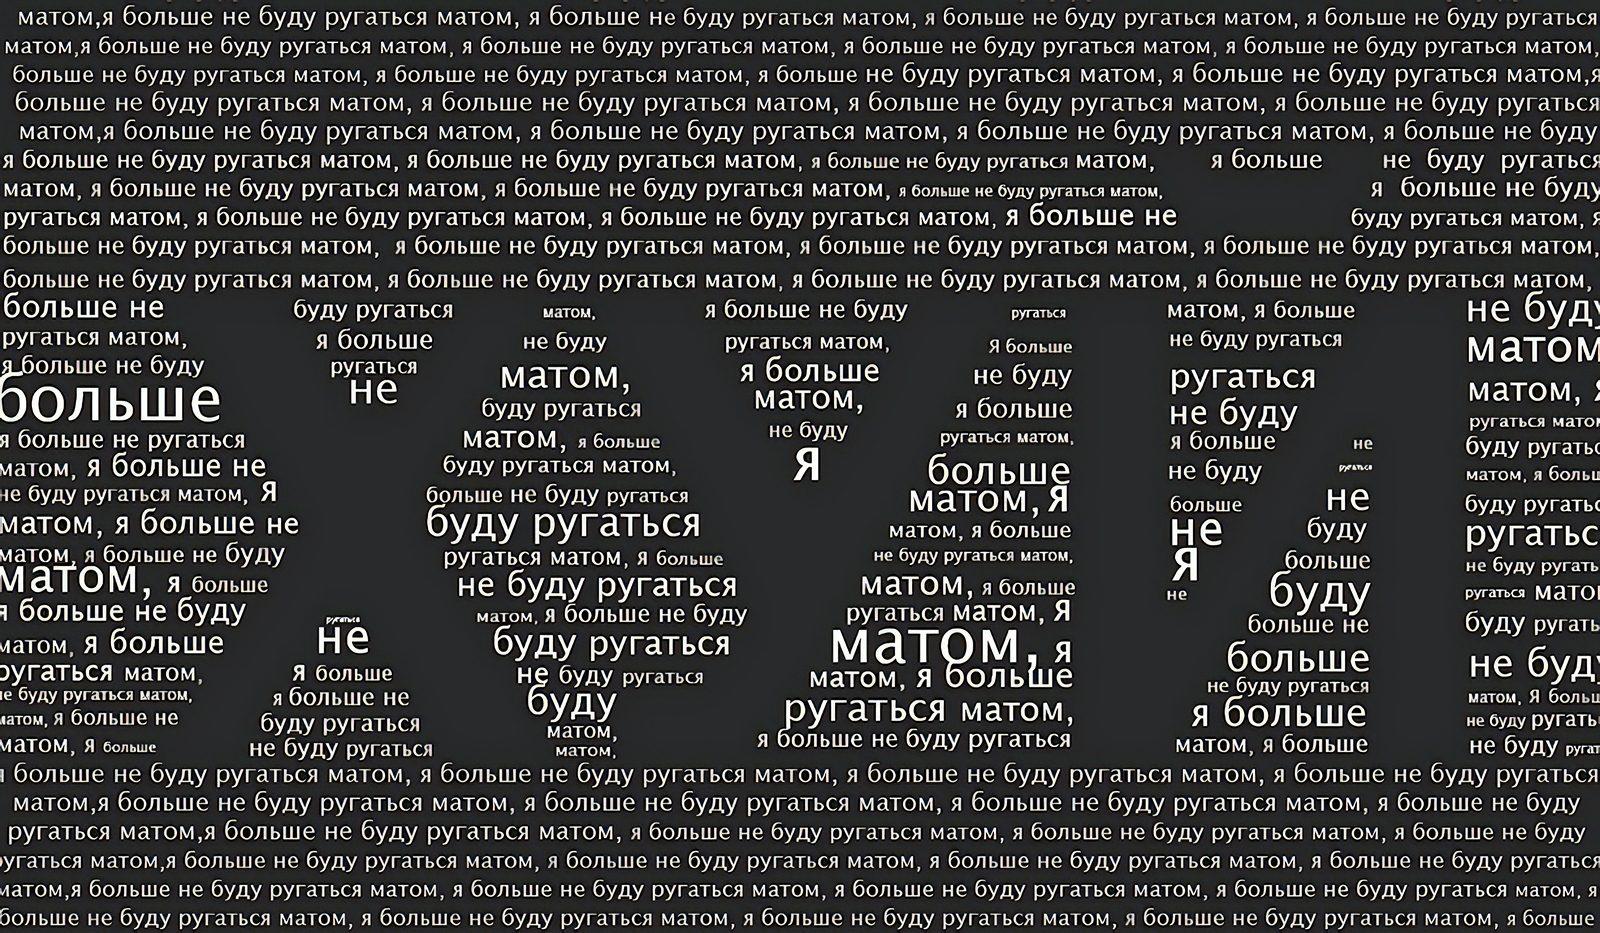 матом,я больше не буду ругаться матом, я больше не буду ругаться матом, я больше не буду ругаться матом, я больше не буду ругаться
матом,я больше не буду ругаться матом, я больше не буду ругаться матом, я больше не буду ругаться матом, я больше не буду ругаться матом,
больше не буду ругаться матом, я больше не буду ругаться матом, я больше не буду ругаться матом, я больше не буду ругаться матом,я
больше не буду ругаться матом, я больше не буду ругаться матом, я больше не буду ругаться матом, я больше не буду ругаться
матом,я больше не буду ругаться матом, я больше не буду ругаться матом, я больше не буду ругаться матом, я больше не буду
я больше не буду ругаться матом, я больше не буду ругаться матом, я больше не буду ругаться матом, я больше не буду ругаться
матом, я больше не буду ругаться матом, я больше не буду ругаться матом, я больше не буду ругаться матом, я больше не буду
ругаться матом, я больше не буду ругаться матом, я больше не буду ругаться матом, я больше не буду ругаться матом, я
больше не буду ругаться матом, я больше не буду ругаться матом, я больше не буду ругаться матом, я больше не буду ругаться матом,
больше не буду ругаться матом, я больше не буду ругаться матом, я больше не буду ругаться матом, я больше не буду ругаться матом,
больше не буду ругаться матом, я больше не буду ругаться матом, я больше не буду
ругаться матом, я больше не буду ругаться матом, я больше не буду ругаться матом,
я больше не буду ругаться матом, я больше не буду ругаться матом, я
больше не матом, ругаться
я больше не ругаться буду ругаться не буду я больше не буду ругаться матом
матом, я больше не матом, я больше не буду ругаться матом, я больше не буду ругаться
не буду ругаться матом, я буду ругаться матом, я больше не буду ругаться матом, я больше
матом, я больше не больше не буду ругаться матом, я больше не буду ругаться
матом, я больше не буду буду ругаться матом, я больше не буду ругаться
матом, я больше ругаться матом, я больше не буду ругаться матом, я больше не буду ругаться
я больше не буду не буду ругаться матом, я больше не буду ругаться матом
матом, я больше ругаться матом, я больше не буду ругаться матом, я больше не буду ругаться
ругаться матом, не буду ругаться матом, я больше не буду
не буду ругаться матом, я больше не буду ругаться матом, я больше не буду ругаться матом, я
матом, я больше не я больше не буду ругаться матом, я больше не буду
матом, я больше буду ругаться матом, я больше не буду ругаться
не буду ругаться матом, я больше не буду ругаться матом, я больше не буду
я больше не буду ругаться матом, я больше не буду ругаться матом, я больше не буду ругаться матом, я больше не буду ругаться
матом,я больше не буду ругаться матом, я больше не буду ругаться матом, я больше не буду ругаться матом, я больше не буду
ругаться матом,я больше не буду ругаться матом, я больше не буду ругаться матом, я больше не буду ругаться матом, я больше не буду
ругаться матом,я больше не буду ругаться матом, я больше не буду ругаться матом, я больше не буду ругаться матом, я больше не буду ругаться
матом,я больше не буду ругаться матом, я больше не буду ругаться матом, я больше не буду ругаться матом, я больше не буду ругаться матом, я
больше не буду ругаться матом, я больше не буду ругаться матом, я больше не буду ругаться матом, я больше не буду ругаться матом, я больше